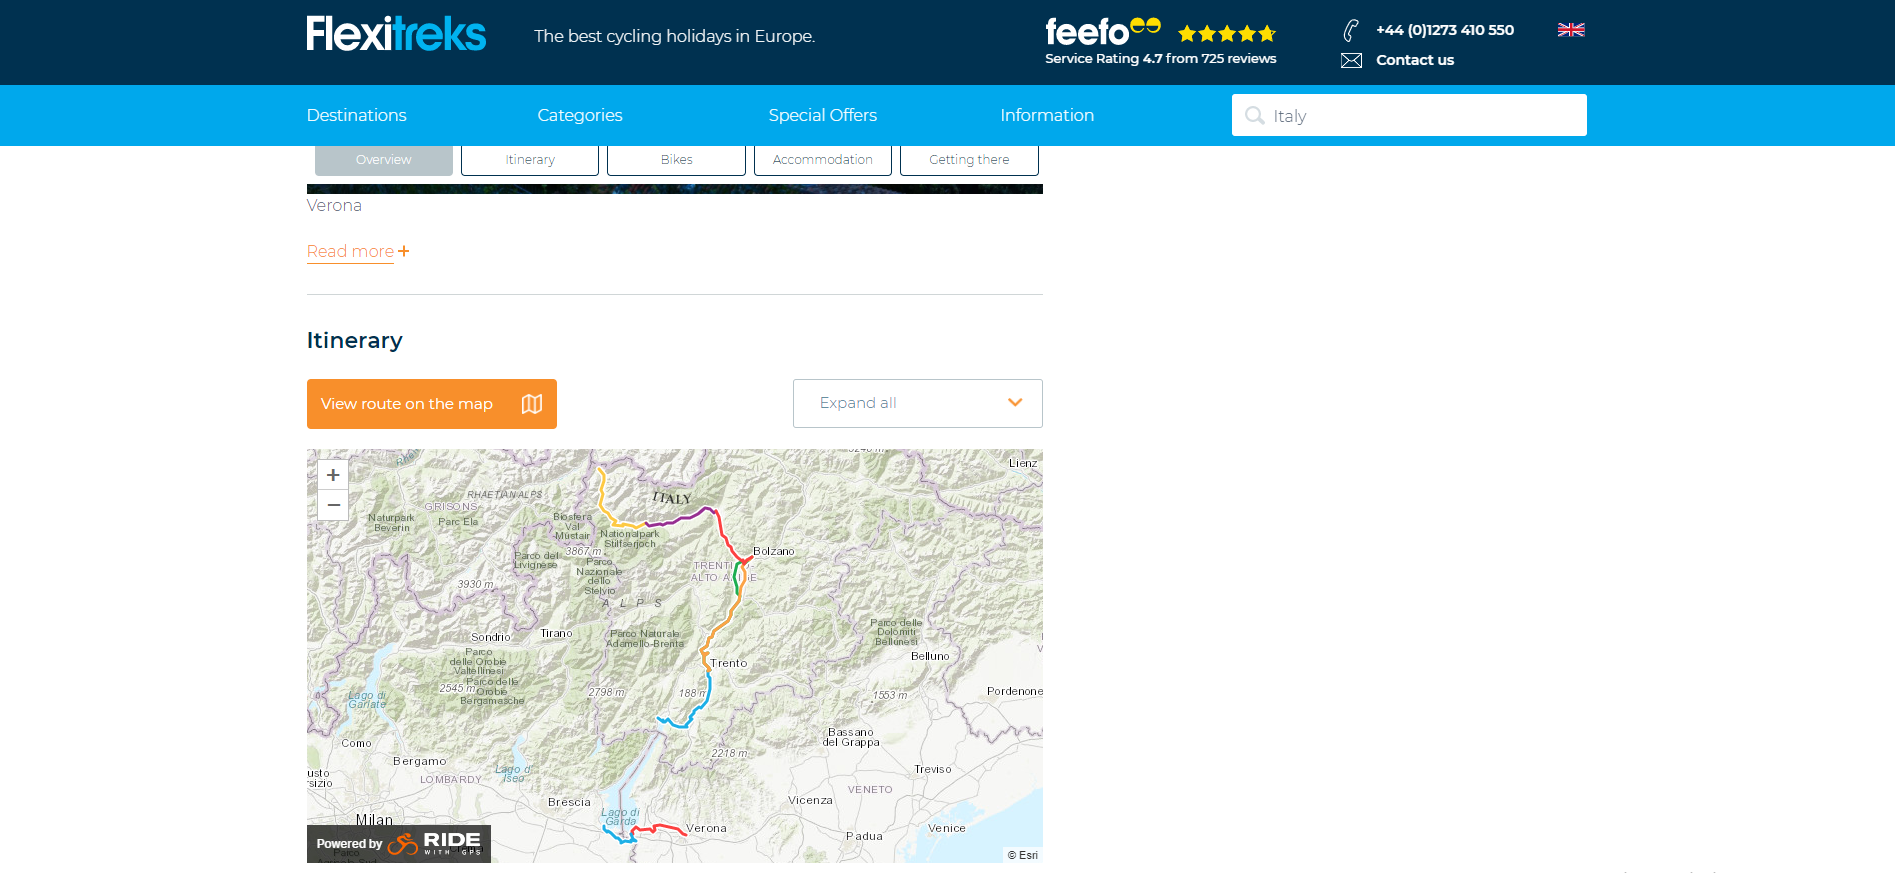 Flexitreks
The best cycling holidays in Europe.
feefo
Service Rating 4.7 from 725 reviews
+44 (0)1273 410 550
Contact us
Destinations
Categories
Special Offers
Information
Italy
Overview
Itinerary
Bikes
Accommodation
Getting there
Verona
Read more +
Itinerary
View route on the map
Expand all
+
−
Lienz
RHAETIAN ALPS
ITALY
GRISONS
Naturpark
Beverin
Parc Ela
Biosfera
Val
Müstair
Nationalpark
Stilfserjoch
3867 m
Parco del
Livignese
Parco
Nazionale
dello
Stelvio
Bolzano
3930 m
ALPS
Sondrio
Tirano
Parco Naturale
Adamello-Brenta
Parco delle
Dolomiti
Bellunesi
Parco
delle Orobie
Valtellinesi
Parco delle
Orobie
Bergamasche
2545 m
Trento
Belluno
Lago di
Garlate
2798 m
188 m
1553 m
Pordenone
Como
Bergamo
Bassano
del Grappa
2218 m
LOMBARDY
Lago di
Iseo
Treviso
VENETO
Brescia
Vicenza
Lago di
Garda
Milan
Verona
Padua
Venice
Powered by
RIDE
WITH GPS
© Esri